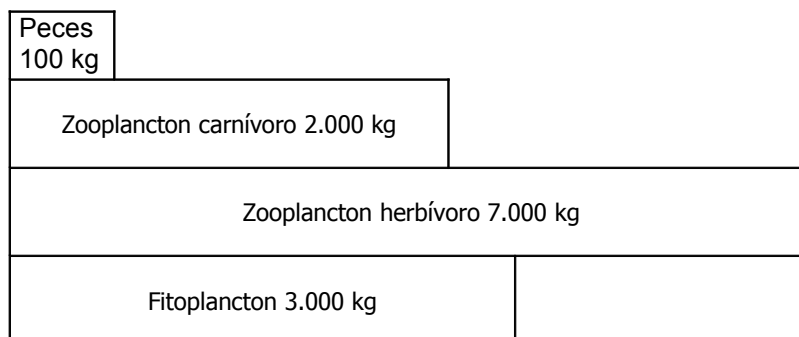 Peces
100 kg
Zooplancton carnívoro 2.000 kg
Zooplancton herbívoro 7.000 kg
Fitoplancton 3.000 kg